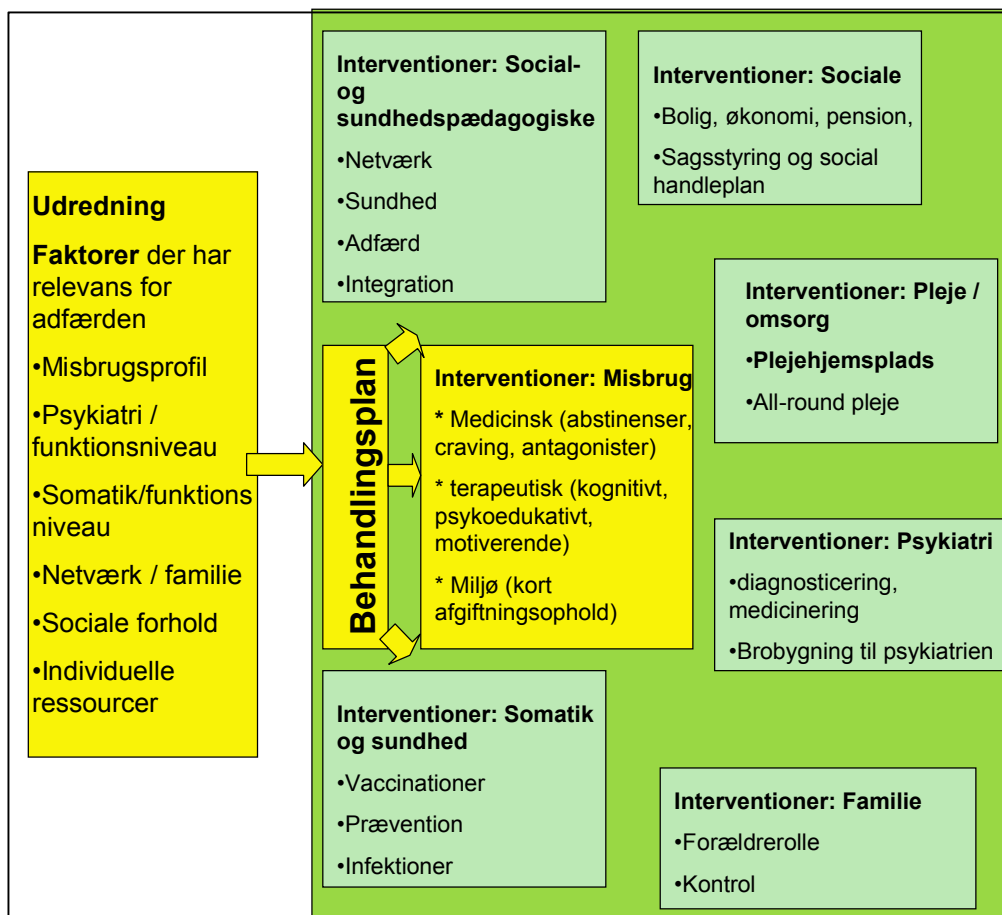 Udredning
Faktorer der har
relevans for
adfærden
•Misbrugsprofil
•Psykiatri /
funktionsniveau
•Somatik/funktions
niveau
•Netværk / familie
•Sociale forhold
•Individuelle
ressourcer
Behandlingsplan
Interventioner: Social-
og
sundhedspædagogiske
•Netværk
•Sundhed
•Adfærd
•Integration
Interventioner: Misbrug
* Medicinsk (abstinenser,
craving, antagonister)
* terapeutisk (kognitivt,
psykoedukativt,
motiverende)
* Miljø (kort
afgiftningsophold)
Interventioner: Somatik
og sundhed
•Vaccinationer
•Prævention
•Infektioner
Interventioner: Sociale
•Bolig, økonomi, pension,
•Sagsstyring og social
handleplan
Interventioner: Pleje /
omsorg
•Plejehjemsplads
•All-round pleje
Interventioner: Psykiatri
•diagnosticering,
medicinering
•Brobygning til psykiatrien
Interventioner: Familie
•Forældrerolle
•Kontrol